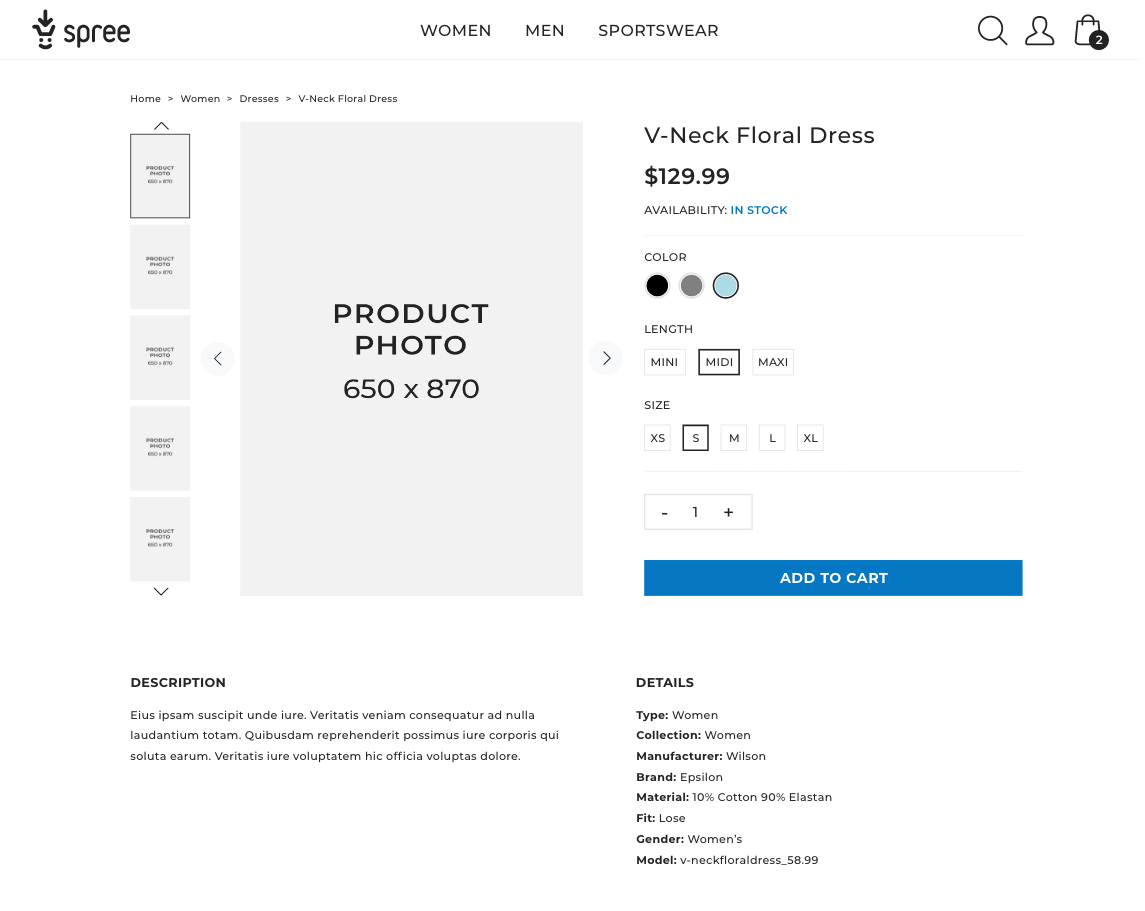 spree
WOMEN MEN SPORTSWEAR
2
Home > Women > Dresses > V-Neck Floral Dress
PRODUCT
PHOTO
650 x 870
PRODUCT
PHOTO
650 x 870
PRODUCT
PHOTO
650 x 870
PRODUCT
PHOTO
650 x 870
PRODUCT
PHOTO
650 x 870
PRODUCT
PHOTO
650 x 870
V-Neck Floral Dress
$129.99
AVAILABILITY: IN STOCK
COLOR
LENGTH
MINI MIDI MAXI
SIZE
XS S M L XL
- 1 +
ADD TO CART
DESCRIPTION
Eius ipsam suscipit unde iure. Veritatis veniam consequatur ad nulla
laudantium totam. Quibusdam reprehenderit possimus iure corporis qui
soluta earum. Veritatis iure voluptatem hic officia voluptas dolore.
DETAILS
Type: Women
Collection: Women
Manufacturer: Wilson
Brand: Epsilon
Material: 10% Cotton 90% Elastan
Fit: Lose
Gender: Women’s
Model: v-neckfloraldress_58.99